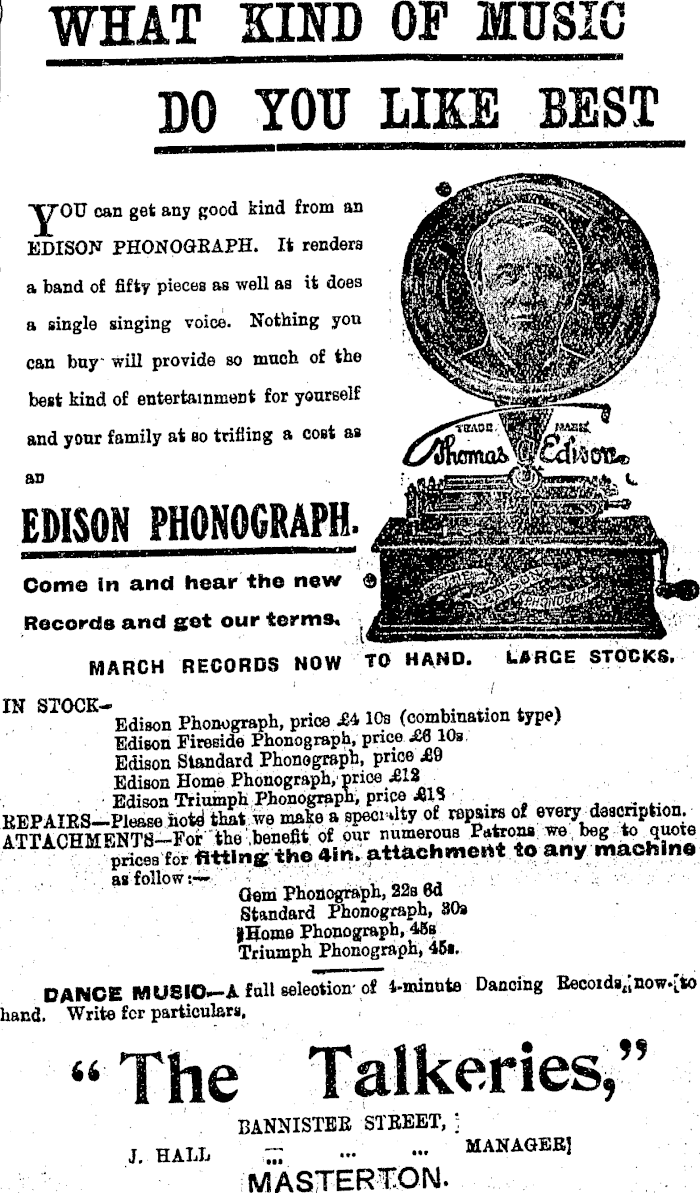 WHAT KIND OF MUSIC
DO YOU LIKE BEST
YOU can get any good kind from an
EDISON PHONOGRAPH. It renders
a band of fifty pieces as well as it does
a single singing voice. Nothing you
can buy will provide so much of the
best kind of entertainment for yourself
and your family at so trifling a cost as
an
EDISON PHONOGRAPH.
Come in and hear the new
Records and get our terms.
TRADE MARK
Thomas A Edison
THE EDISON PHONOGRAPH
MARCH RECORDS NOW TO HAND. LARGE STOCKS.
IN STOCK—
Edison Phonograph, price £4 10s (combination type)
Edison Fireside Phonograph, price £6 10s
Edison Standard Phonograph, price £9
Edison Home Phonograph, price £12
Edison Triumph Phonograph, price
REPAIRS—Please note that we make a specialty of repairs of every description.
ATTACHMENTS—For the benefit of our numerous Patrons we beg to quote
prices for fitting the 4in. attachment to any machine
as follow:—
Gem Phonograph, 22s 6d
Standard Phonograph, 30s
Home Phonograph, 45s
Triumph Phonograph, 45s.
DANCE MUSIC.—A full selection of 4-minute Dancing Records, now to
hand. Write for particulars.
"The Talkeries,"
BANNISTER STREET,
J. HALL ... ... ... MANAGER
MASTERTON.